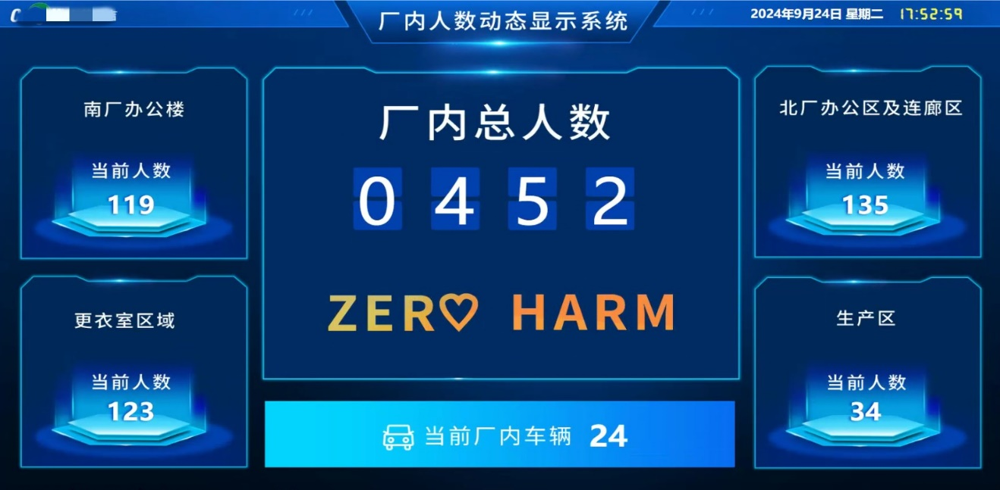 厂内人数动态显示系统
2024年9月24日 星期二 17:52:59
南厂办公楼
当前人数
119
更衣室区域
当前人数
123
厂内总人数
0452
ZER♡ HARM
当前厂内车辆 24
北厂办公区及连廊区
当前人数
135
生产区
当前人数
34